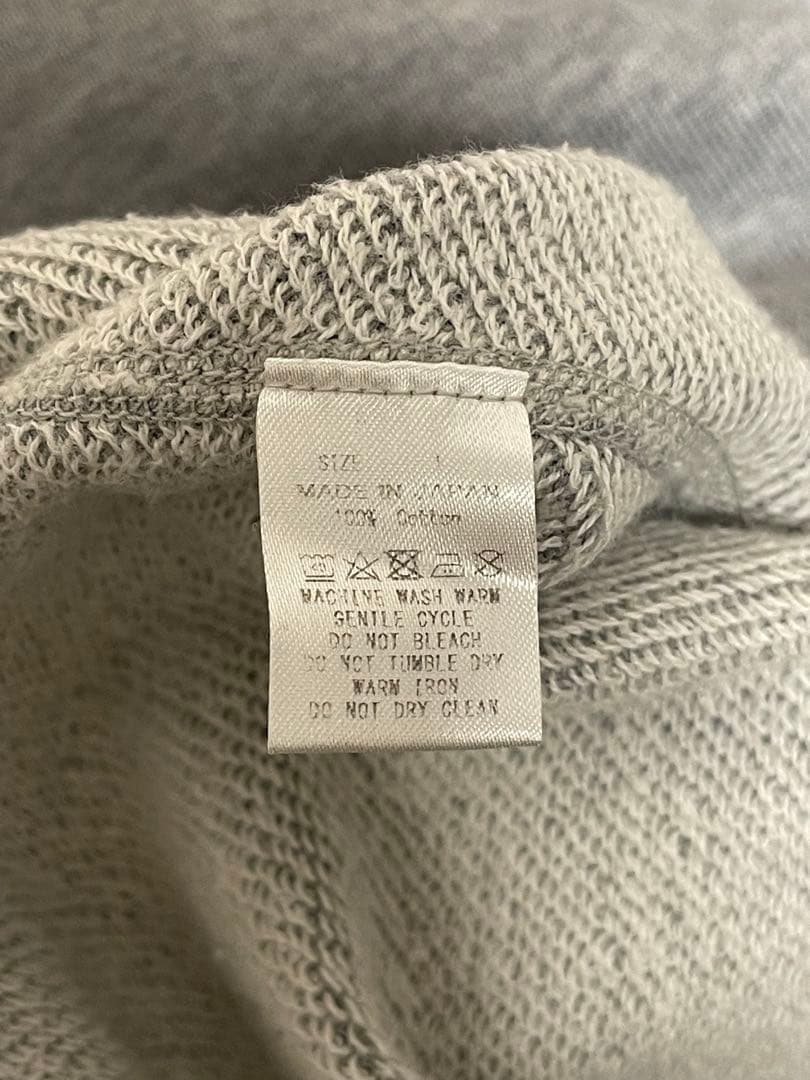 SIZE 1
MADE IN JAPAN
100% Cotton
MACHINE WASH WARM
GENTLE CYCLE
DO NOT BLEACH
DO NOT TUMBLE DRY
WARM IRON
DO NOT DRY CLEAN